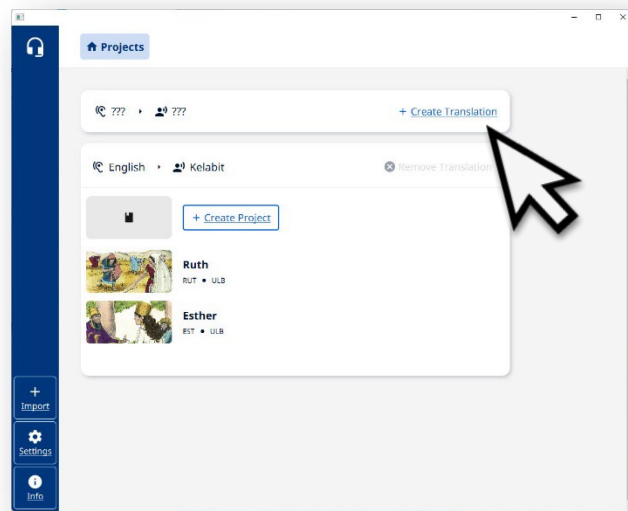 Projects
??? ???
+ Create Translation
English Kelabit
Remove Translation
+ Create Project
Ruth
RUT • ULB
Esther
EST • ULB
Import
Settings
Info